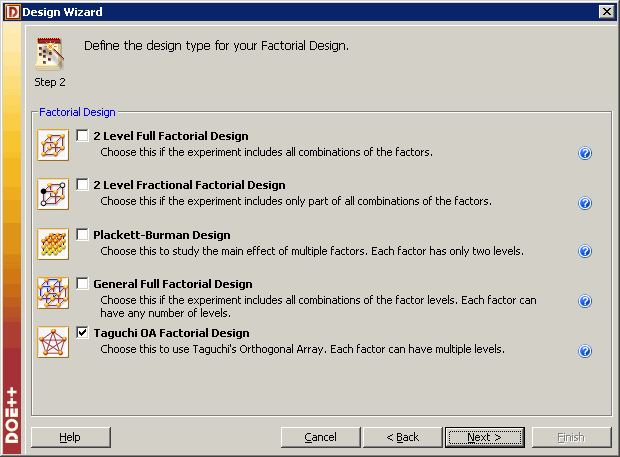 Design Wizard
Define the design type for your Factorial Design.
Step 2
Factorial Design
2 Level Full Factorial Design
Choose this if the experiment includes all combinations of the factors.
?
2 Level Fractional Factorial Design
Choose this if the experiment includes only part of all combinations of the factors.
?
Plackett-Burman Design
Choose this to study the main effect of multiple factors. Each factor has only two levels.
?
General Full Factorial Design
Choose this if the experiment includes all combinations of the factor levels. Each factor can
have any number of levels.
?
Taguchi OA Factorial Design
Choose this to use Taguchi's Orthogonal Array. Each factor can have multiple levels.
?
DOE++
Help
Cancel
< Back
Next >
Finish